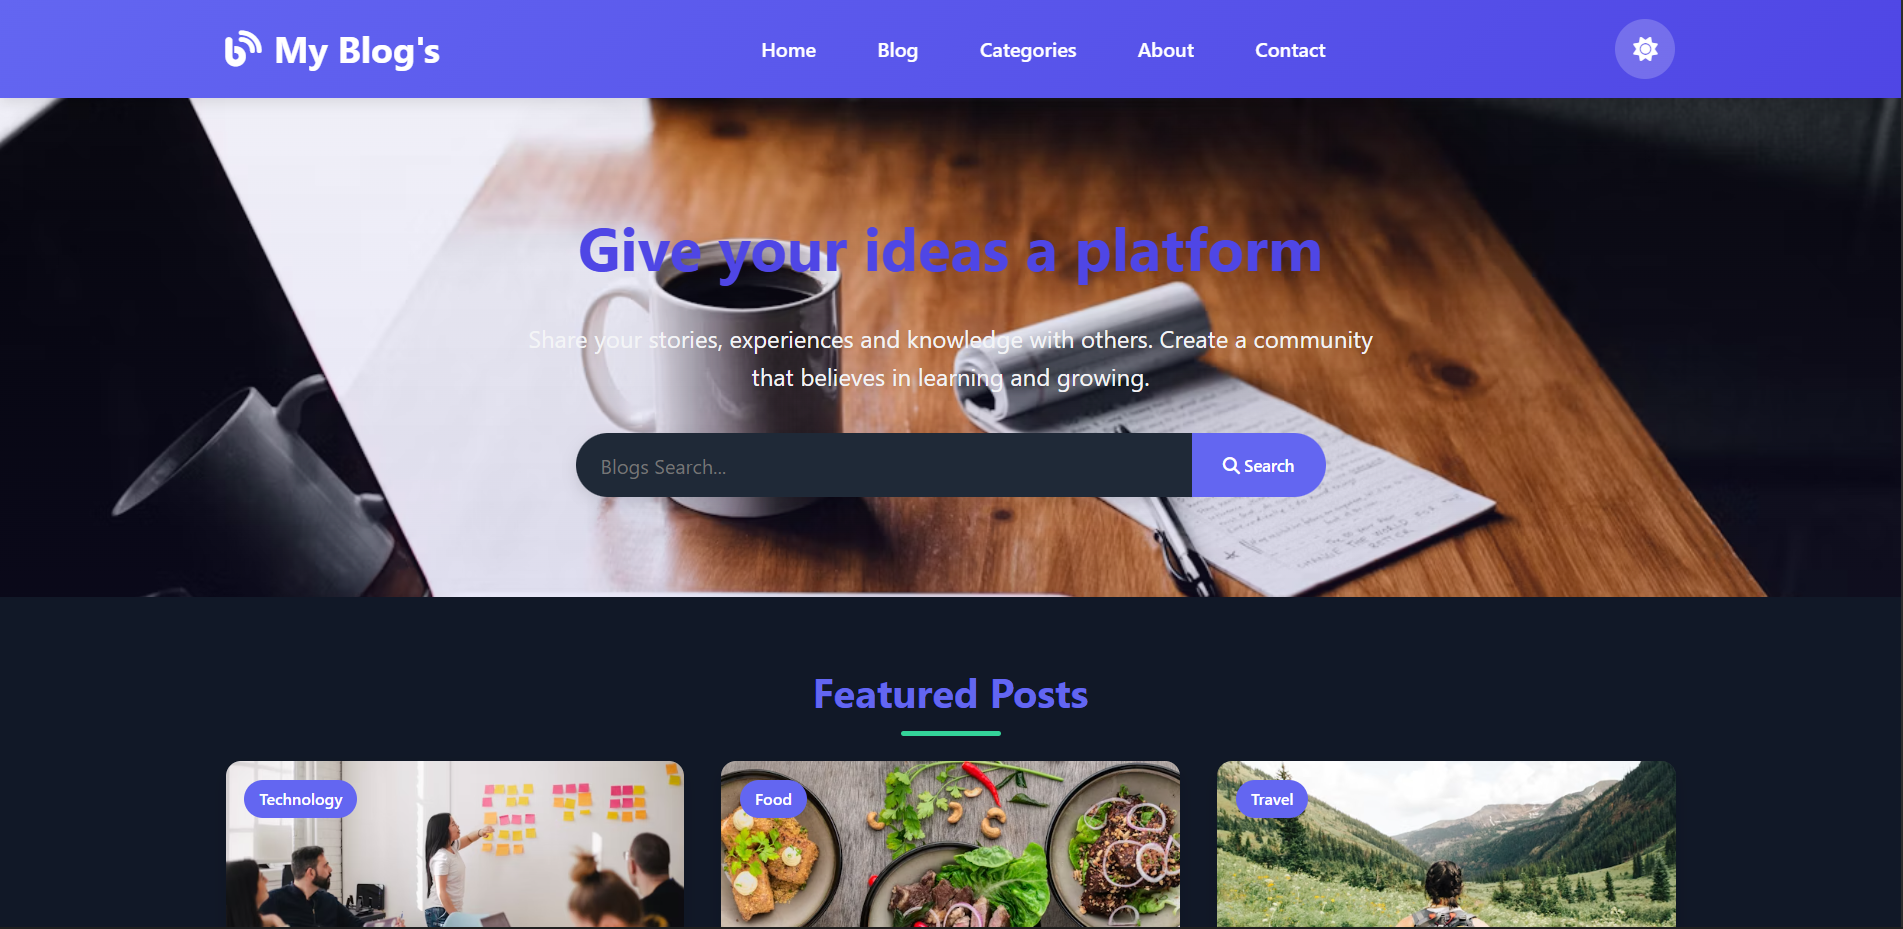 My Blog's
Home
Blog
Categories
About
Contact
Give your ideas a platform
Share your stories, experiences and knowledge with others. Create a community
that believes in learning and growing.
Blogs Search...
Search
Featured Posts
Technology
Food
Travel